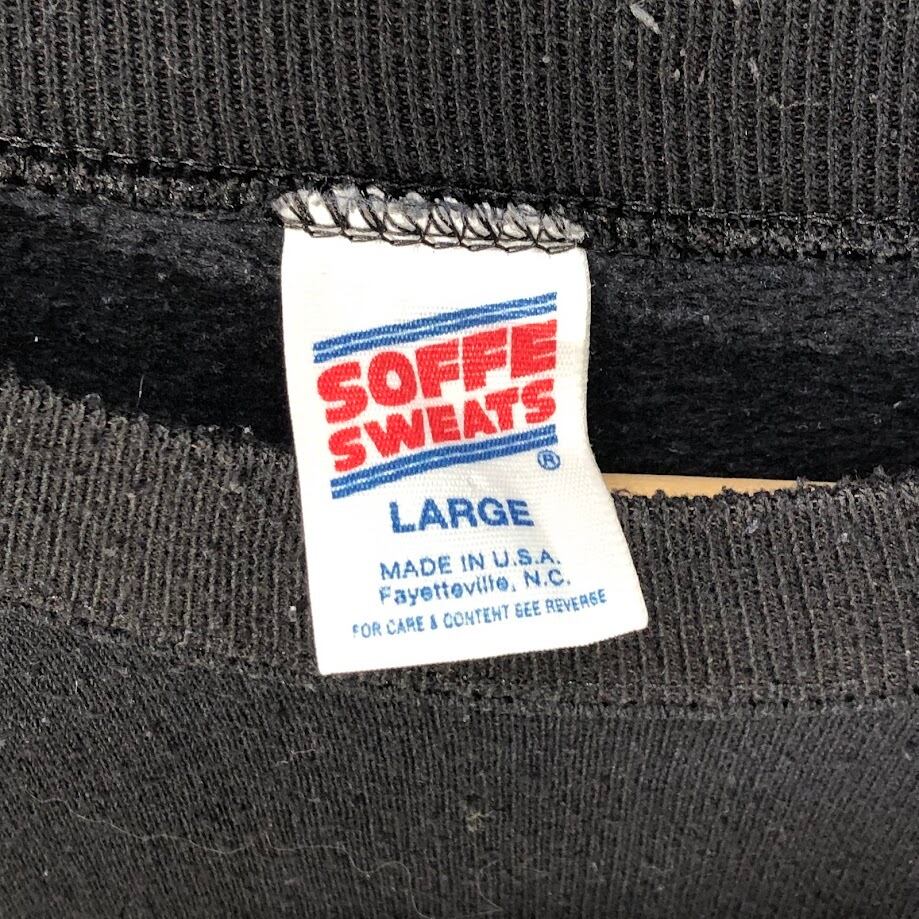 SOFFE
SWEATS
®
LARGE
MADE IN U.S.A.
Fayetteville, N.C.
FOR CARE & CONTENT SEE REVERSE